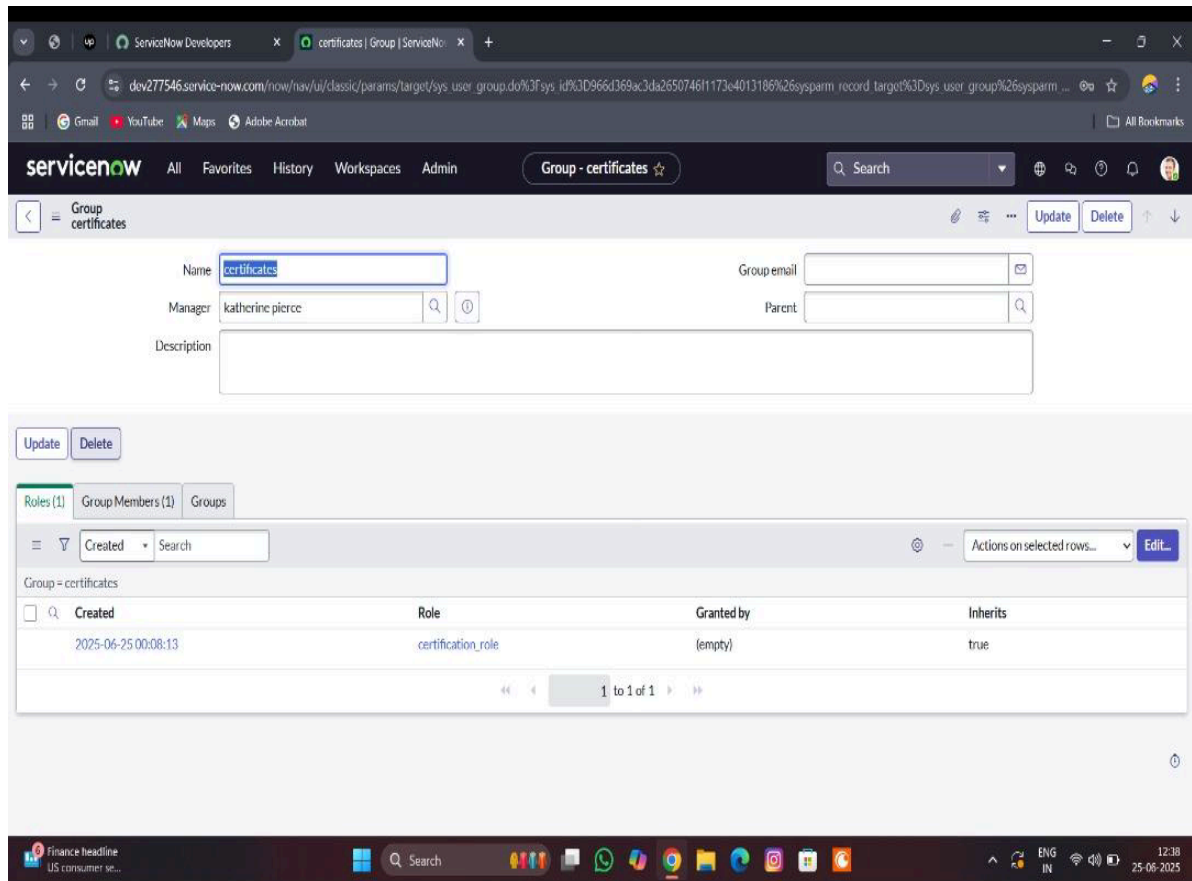 up ServiceNow Developers certificates | Group | ServiceNo
dev277546.service-now.com/now/nav/ui/classic/params/target/sys_user_group.do%3Fsys_id%3D966d369ac3da2650746f1173e4013186%26sysparm_record_target%3Dsys_user_group%26sysparm_...
Gmail YouTube Maps Adobe Acrobat All Bookmarks
servicenow All Favorites History Workspaces Admin Group - certificates Search
Group
certificates
Update Delete
Name certificates Group email
Manager katherine pierce Parent
Description
Update Delete
Roles (1) Group Members (1) Groups
Created Search Actions on selected rows... Edit...
Group = certificates
Created Role Granted by Inherits
2025-06-25 00:08:13 certification_role (empty) true
1 to 1 of 1
6 Finance headline
US consumer se...
Search
ENG
IN
12:38
25-06-2025